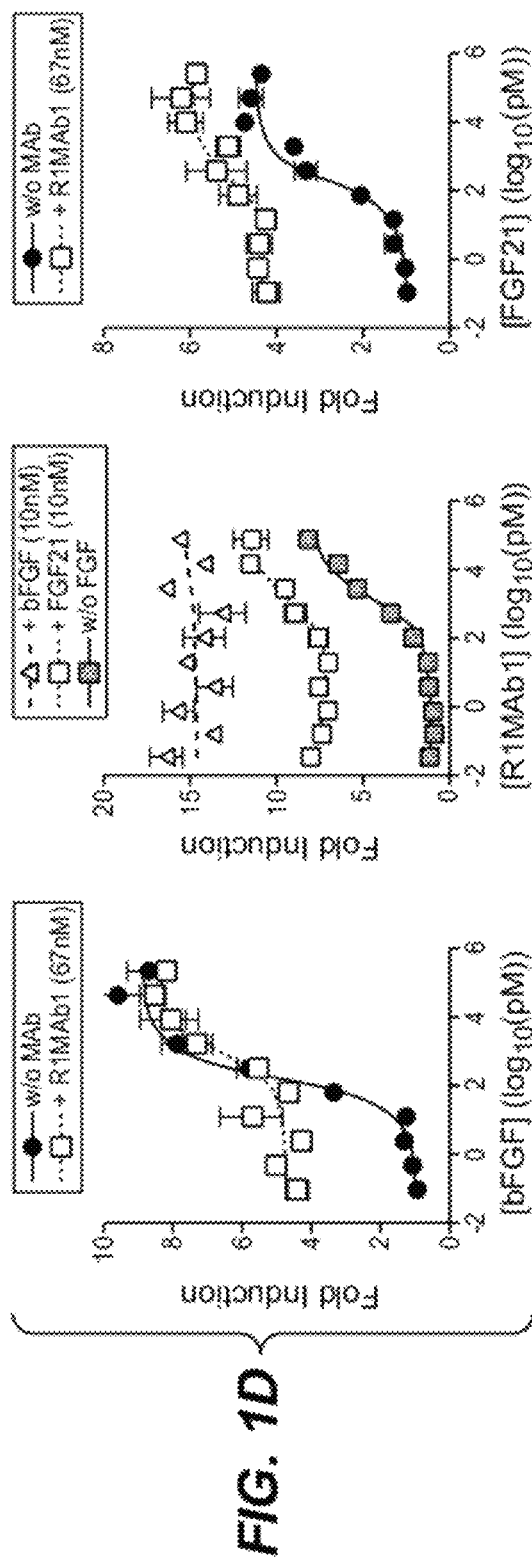 FIG. 1D
w/o MAb
+ R1MAb1 (67nM)
Fold Induction
10
8
6
4
2
0
-2
0
2
4
6
[bFGF] (log10(pM))
+ bFGF (10nM)
+ FGF21 (10nM)
w/o FGF
Fold Induction
20
15
10
5
0
-2
0
2
4
6
[R1MAb1] (log10(pM))
w/o MAb
+ R1MAb1 (67nM)
Fold Induction
8
6
4
2
0
-2
0
2
4
6
[FGF21] (log10(pM))